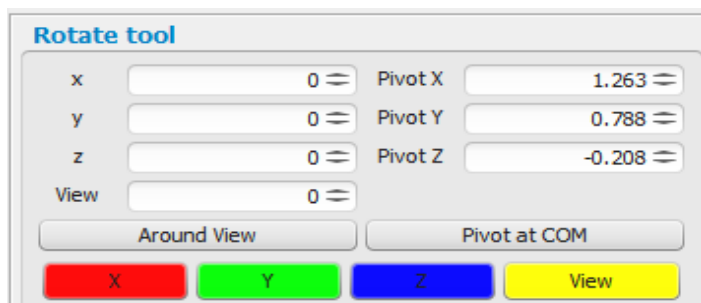 Rotate tool
x 0 Pivot X 1.263
y 0 Pivot Y 0.788
z 0 Pivot Z -0.208
View 0
Around View Pivot at COM
X Y Z View